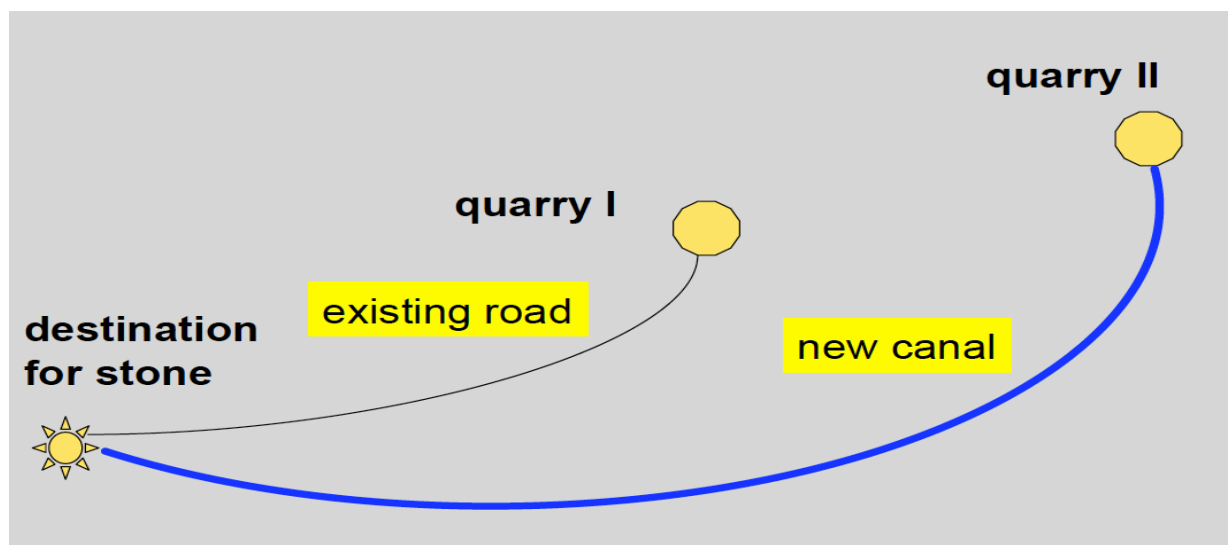 quarry II
quarry I
existing road
destination
for stone
new canal